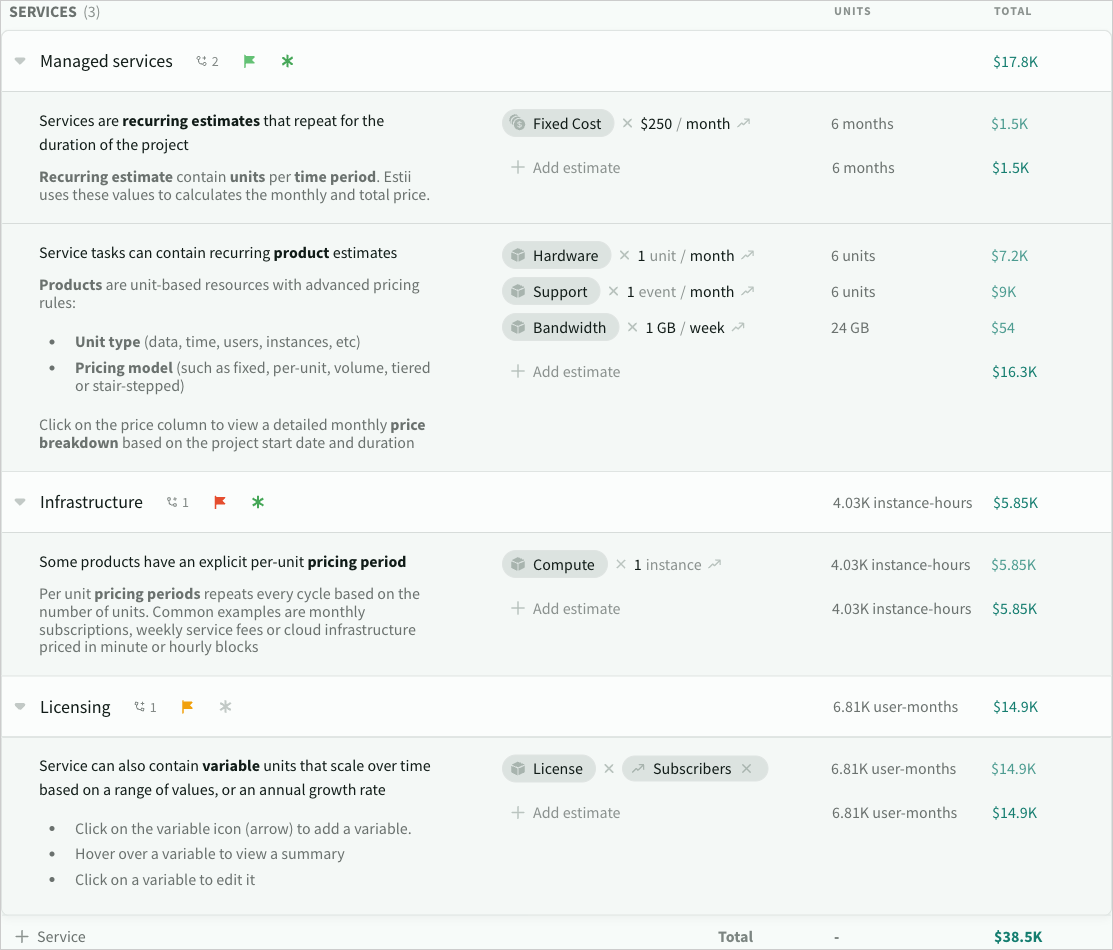 SERVICES (3) UNITS TOTAL
Managed services 2 $17.8K
Services are recurring estimates that repeat for the
duration of the project
Recurring estimate contain units per time period. Estii
uses these values to calculates the monthly and total price.
Fixed Cost × $250 / month 6 months $1.5K
+ Add estimate 6 months $1.5K
Service tasks can contain recurring product estimates
Products are unit-based resources with advanced pricing
rules:
• Unit type (data, time, users, instances, etc)
• Pricing model (such as fixed, per-unit, volume, tiered
or stair-stepped)
Click on the price column to view a detailed monthly price
breakdown based on the project start date and duration
Hardware × 1 unit / month 6 units $7.2K
Support × 1 event / month 6 units $9K
Bandwidth × 1 GB / week 24 GB $54
+ Add estimate $16.3K
Infrastructure 1 4.03K instance-hours $5.85K
Some products have an explicit per-unit pricing period
Per unit pricing periods repeats every cycle based on the
number of units. Common examples are monthly
subscriptions, weekly service fees or cloud infrastructure
priced in minute or hourly blocks
Compute × 1 instance 4.03K instance-hours $5.85K
+ Add estimate 4.03K instance-hours $5.85K
Licensing 1 6.81K user-months $14.9K
Service can also contain variable units that scale over time
based on a range of values, or an annual growth rate
• Click on the variable icon (arrow) to add a variable.
• Hover over a variable to view a summary
• Click on a variable to edit it
License × Subscribers × 6.81K user-months $14.9K
+ Add estimate 6.81K user-months $14.9K
+ Service Total - $38.5K